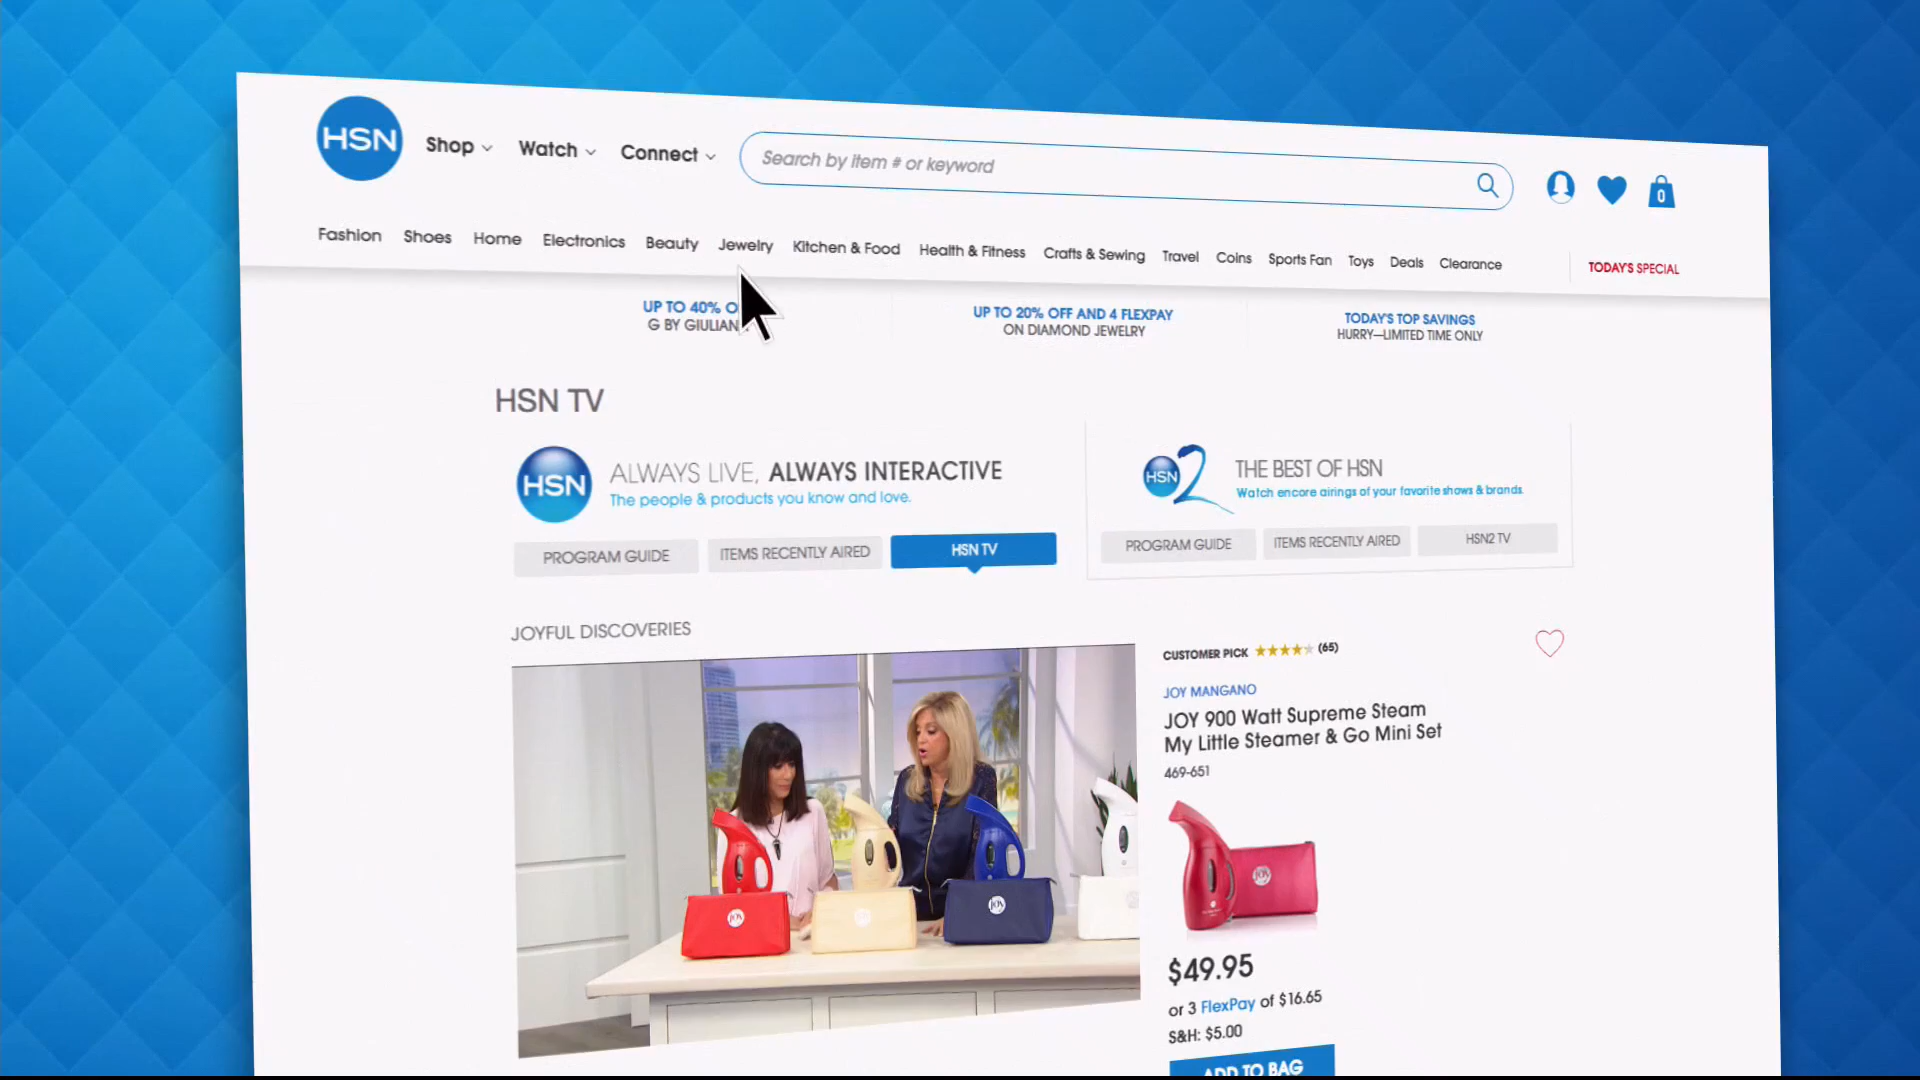 HSN
Shop
Watch
Connect
Search by item # or keyword
0
Fashion
Shoes
Home
Electronics
Beauty
Jewelry
Kitchen & Food
Health & Fitness
Crafts & Sewing
Travel
Coins
Sports Fan
Toys
Deals
Clearance
TODAY'S SPECIAL
UP TO 40% O
G BY GIULIAN
UP TO 20% OFF AND 4 FLEXPAY
ON DIAMOND JEWELRY
TODAY'S TOP SAVINGS
HURRY—LIMITED TIME ONLY
HSN TV
HSN
ALWAYS LIVE, ALWAYS INTERACTIVE
The people & products you know and love.
PROGRAM GUIDE
ITEMS RECENTLY AIRED
HSN TV
HSN 2
THE BEST OF HSN
Watch encore airings of your favorite shows & brands.
PROGRAM GUIDE
ITEMS RECENTLY AIRED
HSN2 TV
JOYFUL DISCOVERIES
JOY
JOY
CUSTOMER PICK ★★★★★ (65)
JOY MANGANO
JOY 900 Watt Supreme Steam
My Little Steamer & Go Mini Set
469-651
JOY
$49.95
or 3 FlexPay of $16.65
S&H: $5.00
ADD TO BAG